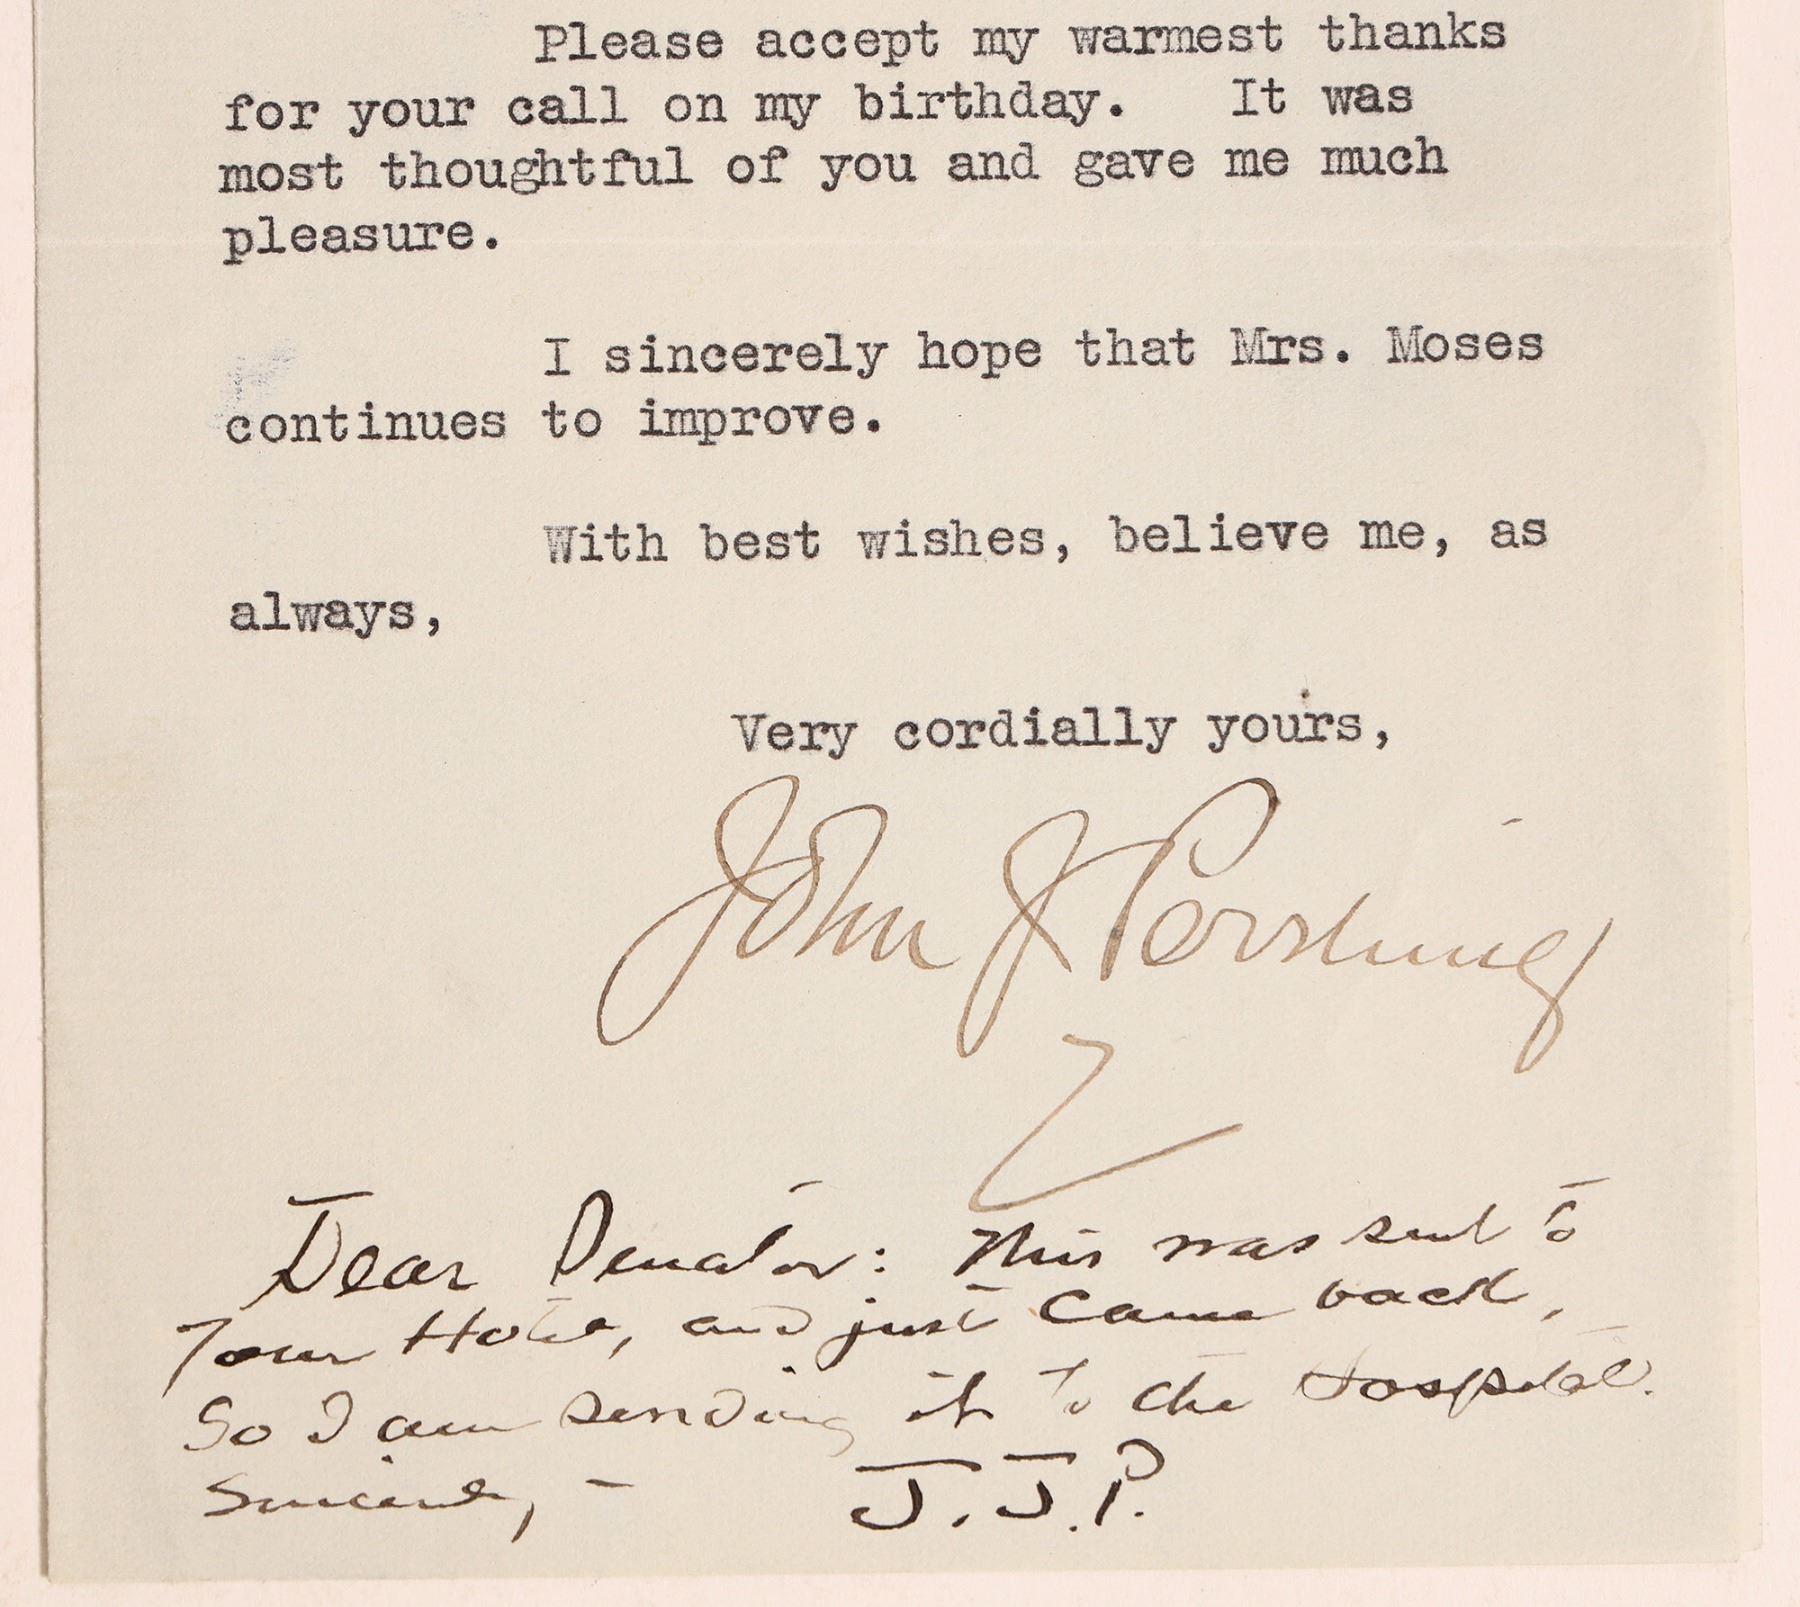 Please accept my warmest thanks
for your call on my birthday. It was
most thoughtful of you and gave me much
pleasure.
I sincerely hope that Mrs. Moses
continues to improve.
With best wishes, believe me, as
always,
Very cordially yours,
John J Pershing
Dear Senator: This was sent to
Your Hotel, and just came back,
So I am sending it to the Hospital.
Sincerely, -
J. J. P.